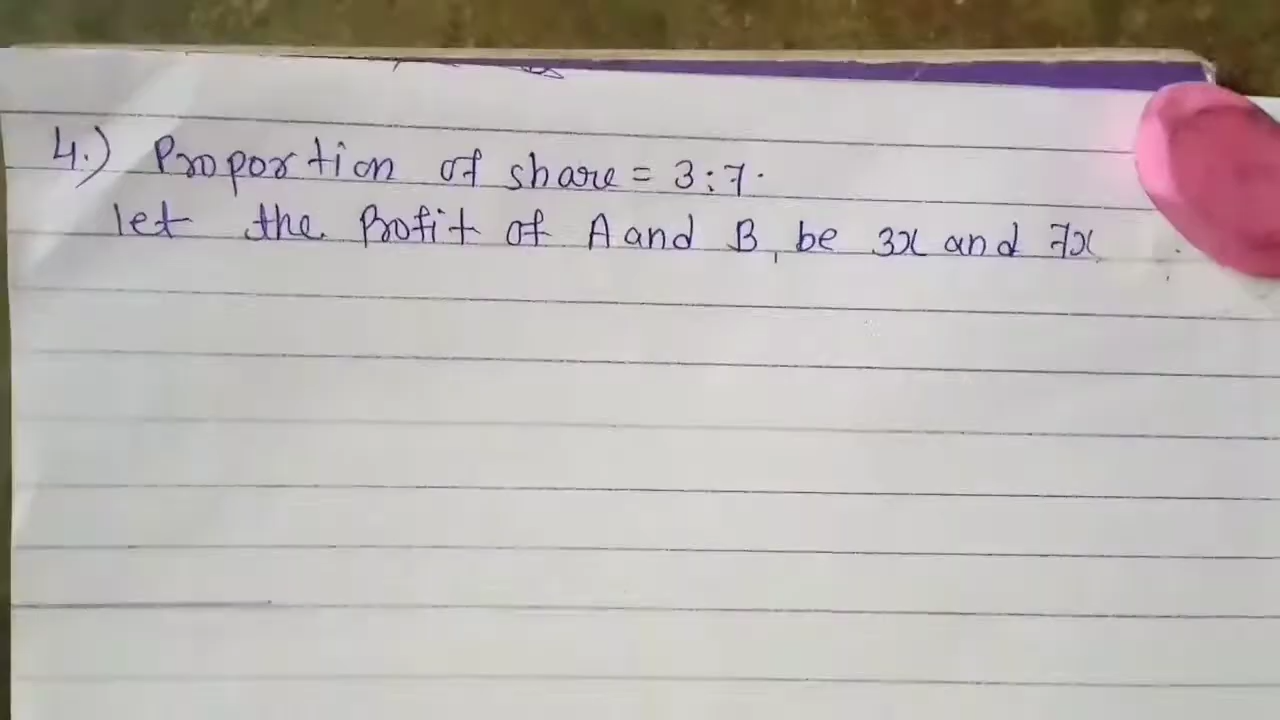 4.) Proportion of share = 3:7.
let the Profit of A and B, be 3x and 7x